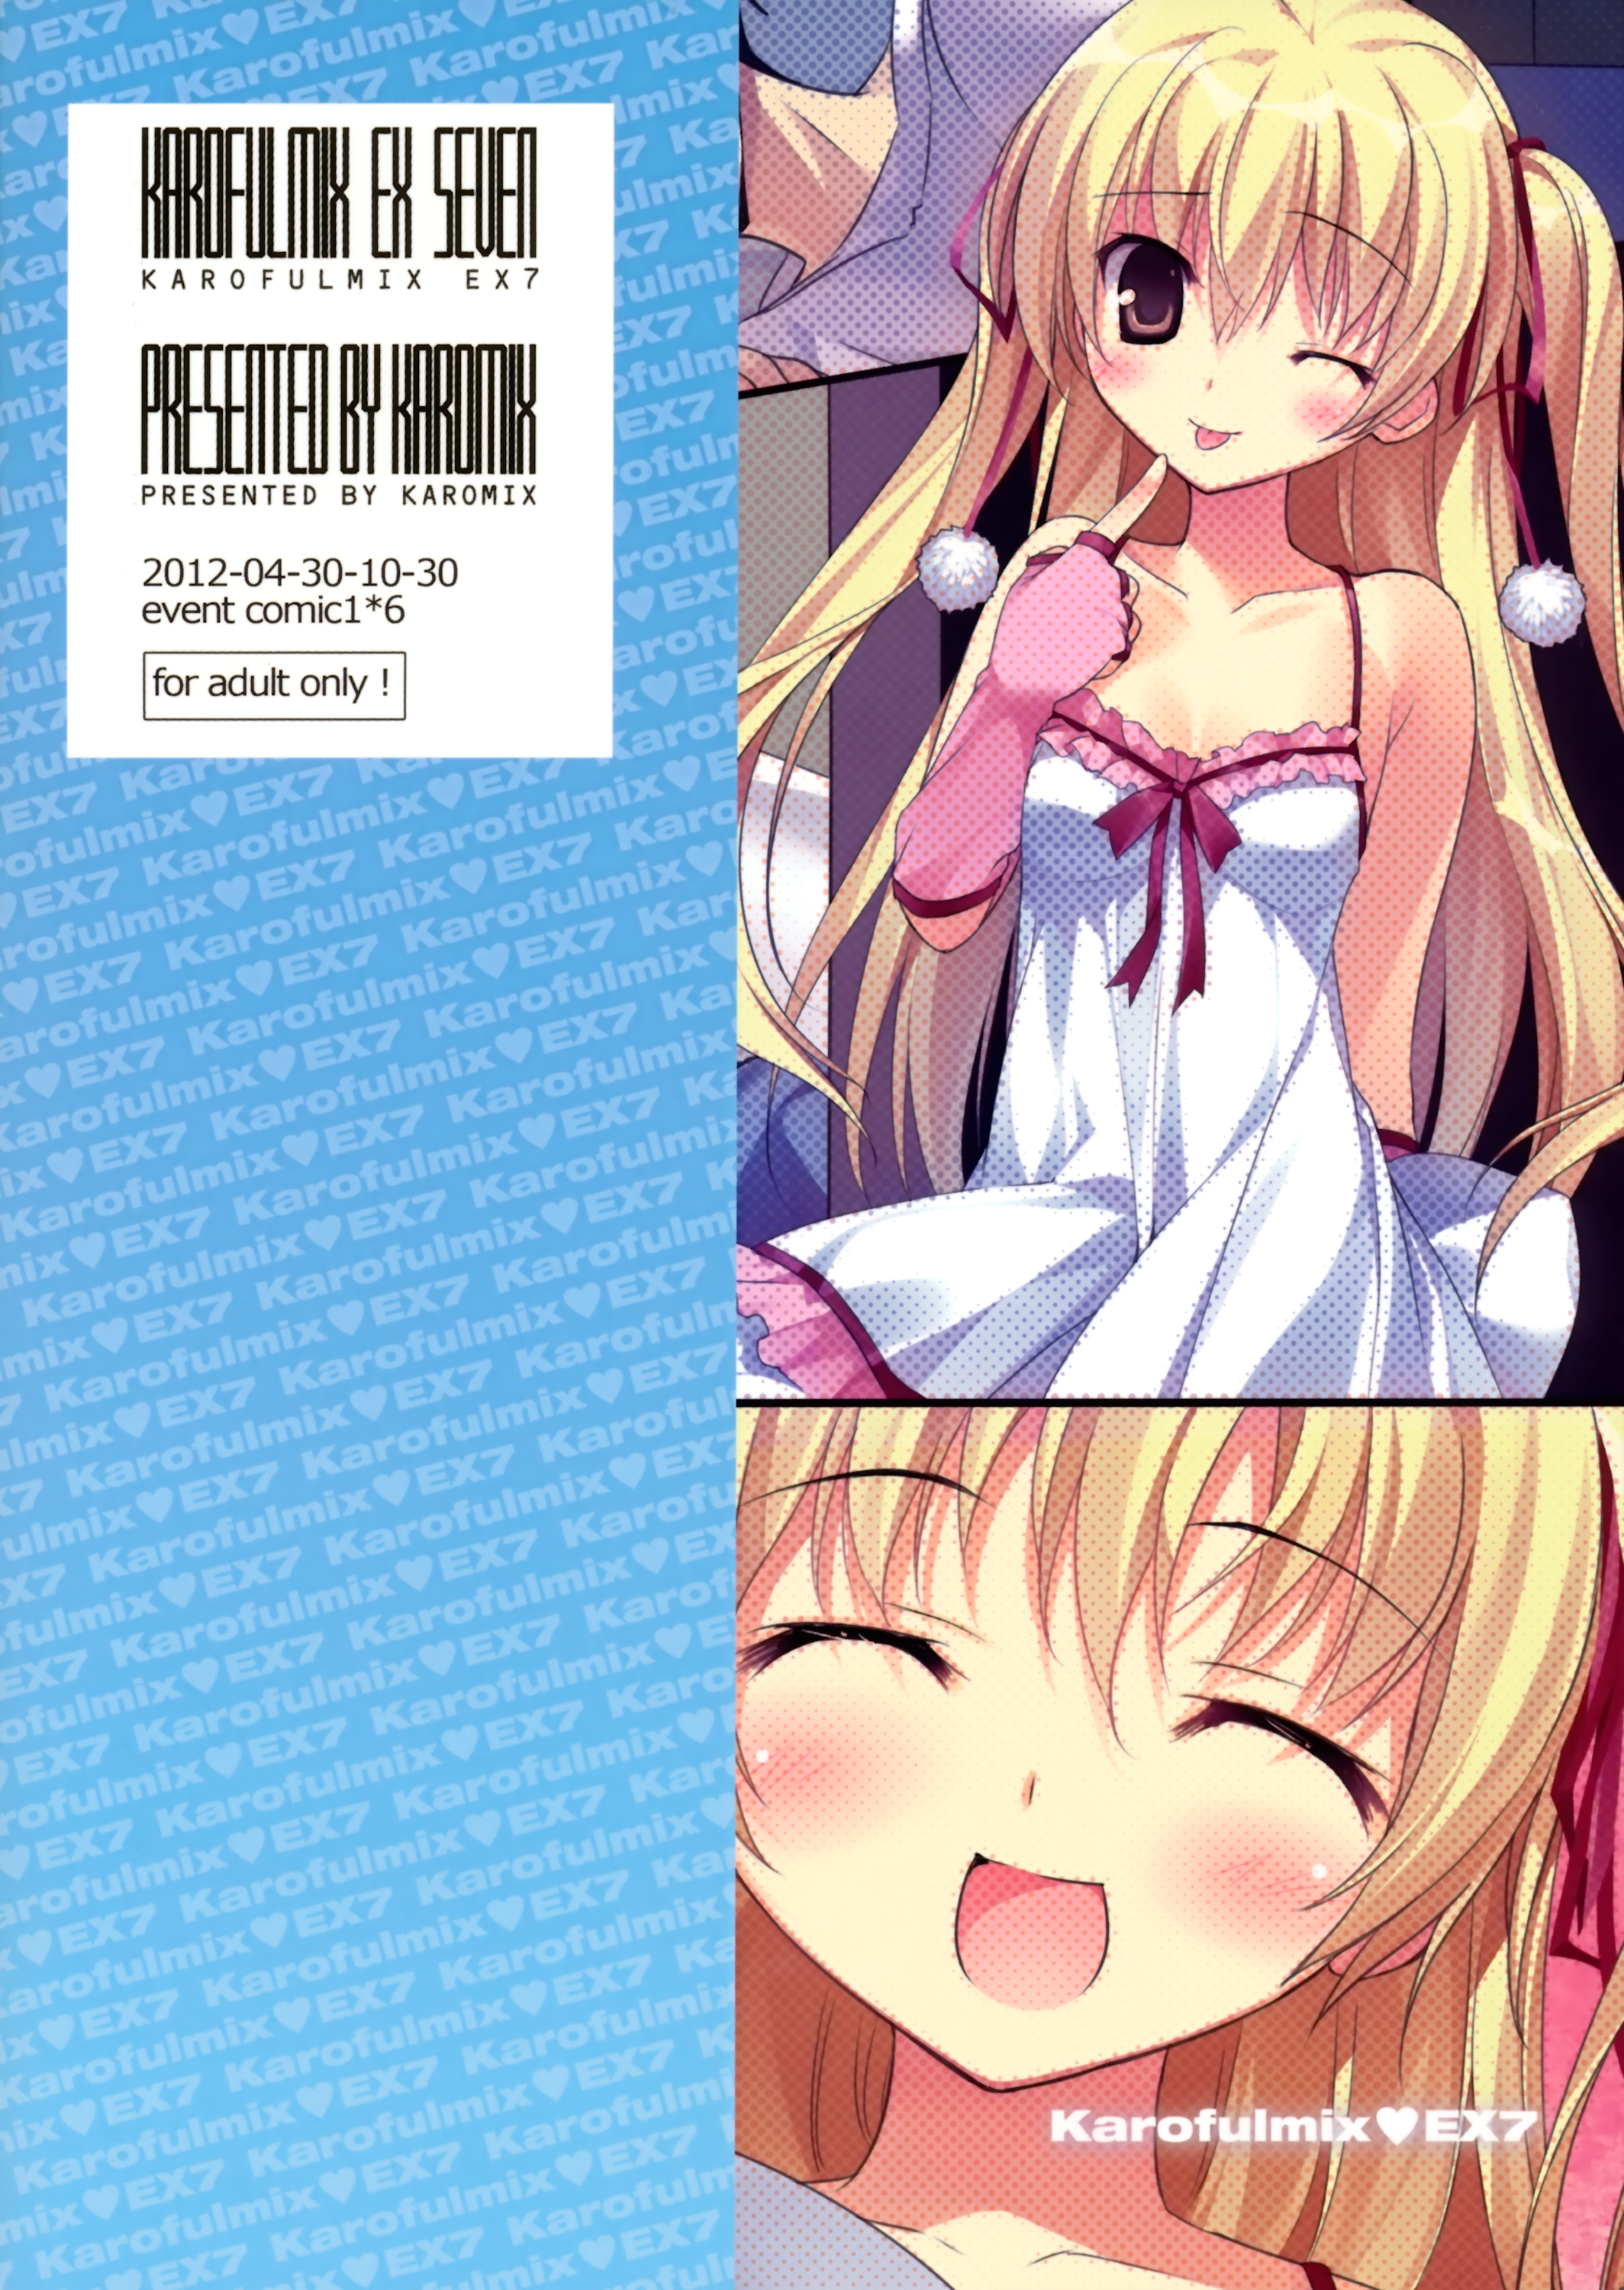 KAROFULMIX EX SEVEN
KAROFULMIX EX7
PRESENTED BY KAROMIX
PRESENTED BY KAROMIX
2012-04-30-10-30
event comic1*6
for adult only !
Karofulmix♥EX7